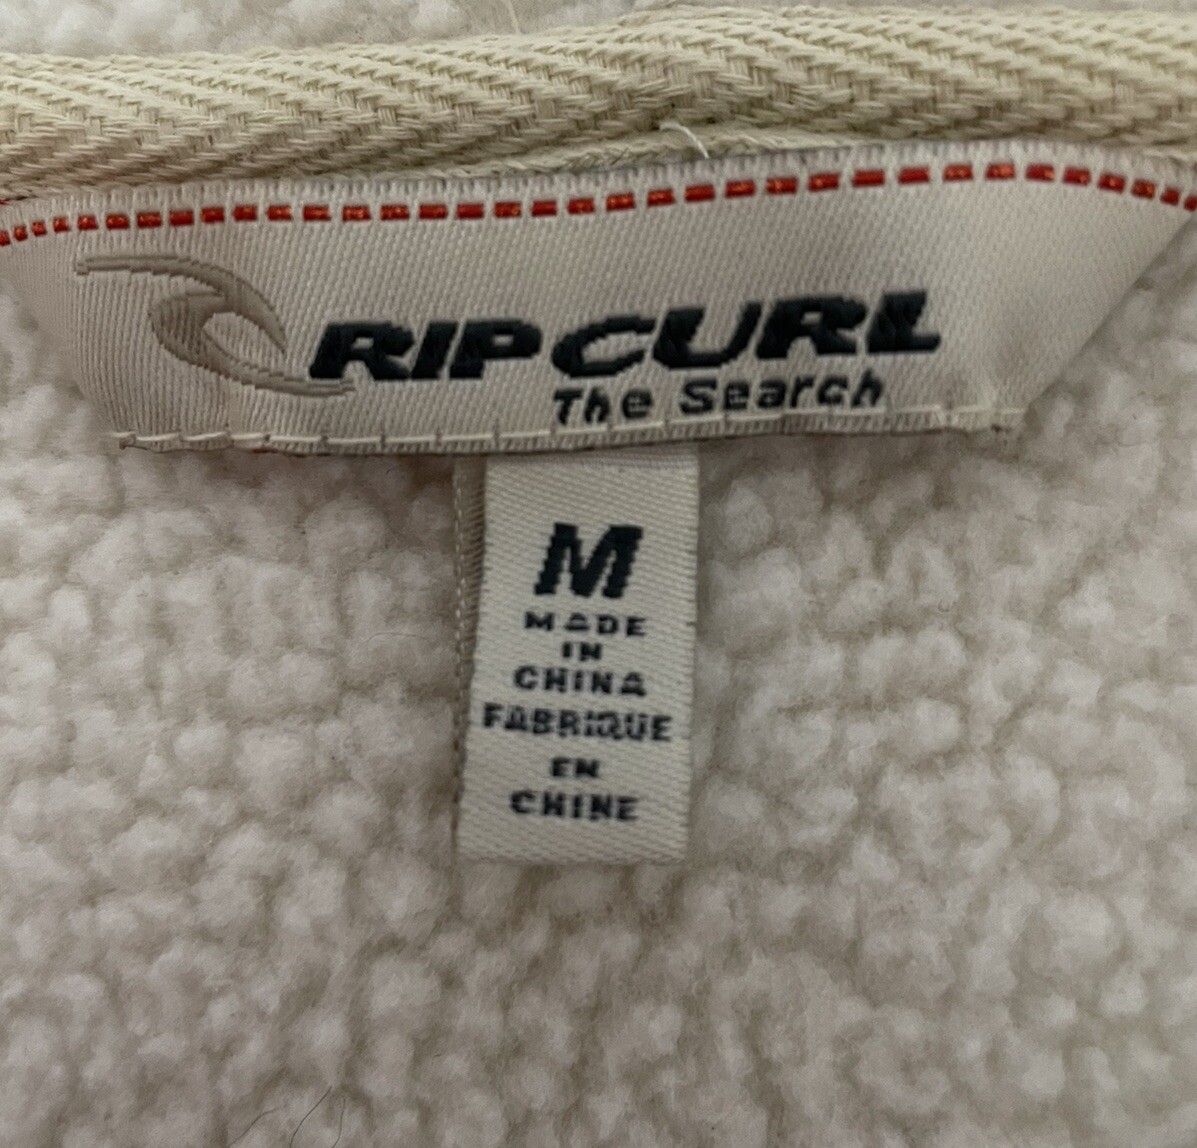 RIP CURL
The Search
M
MADE
IN
CHINA
FABRIQUE
EN
CHINE